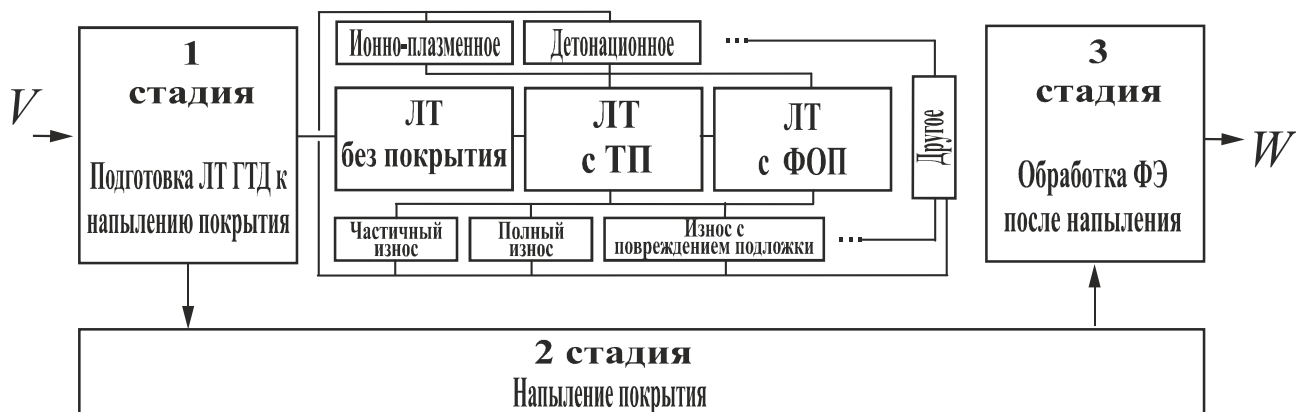 V
1
стадия
Подготовка ЛТ ГТД к
напылению покрытия
Ионно-плазменное
Детонационное
...
ЛТ
без покрытия
ЛТ
с ТП
ЛТ
с ФОП
Другое
Частичный
износ
Полный
износ
Износ с
повреждением подложки
...
3
стадия
Обработка ФЭ
после напыления
W
2 стадия
Напыление покрытия